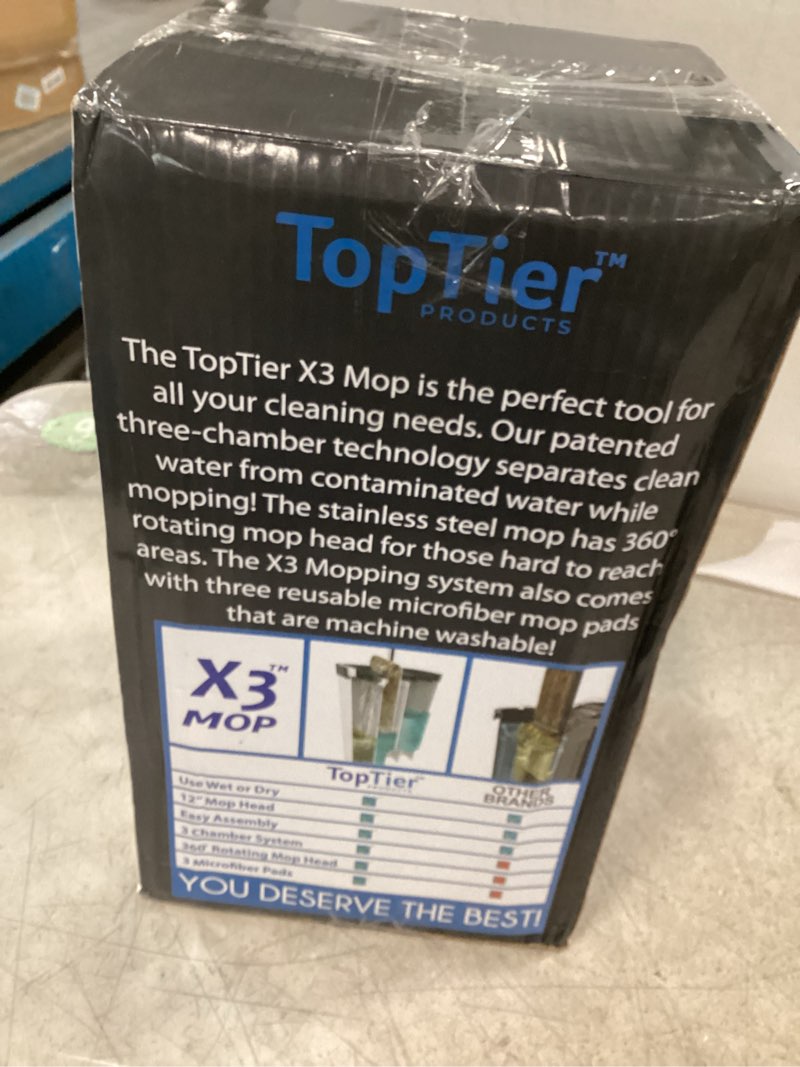 TopTier™
PRODUCTS
The TopTier X3 Mop is the perfect tool for
all your cleaning needs. Our patented
three-chamber technology separates clean
water from contaminated water while
mopping! The stainless steel mop has 360°
rotating mop head for those hard to reach
areas. The X3 Mopping system also comes
with three reusable microfiber mop pads
that are machine washable!
X3™
MOP
TopTier
PRODUCTS
OTHER
BRANDS
Use Wet or Dry
12" Mop Head
Easy Assembly
3 Chamber System
360° Rotating Mop Head
3 Microfiber Pads
YOU DESERVE THE BEST!